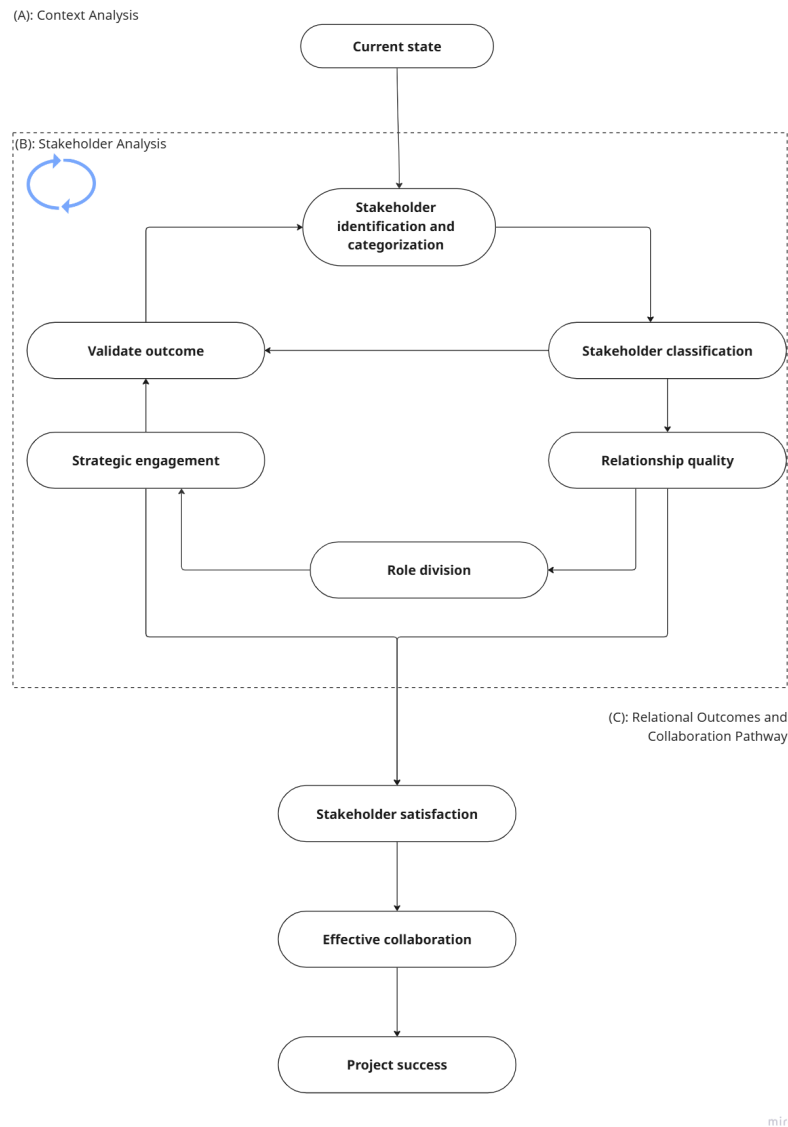 (A): Context Analysis
Current state
(B): Stakeholder Analysis
Stakeholder
identification and
categorization
Validate outcome
Stakeholder classification
Strategic engagement
Relationship quality
Role division
(C): Relational Outcomes and
Collaboration Pathway
Stakeholder satisfaction
Effective collaboration
Project success
mir